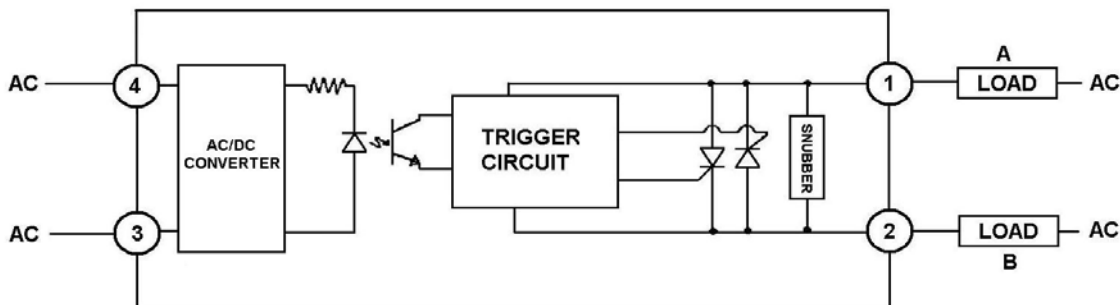 AC
4
AC/DC
CONVERTER
AC
3
TRIGGER
CIRCUIT
SNUBBER
1
A
LOAD
AC
2
LOAD
AC
B